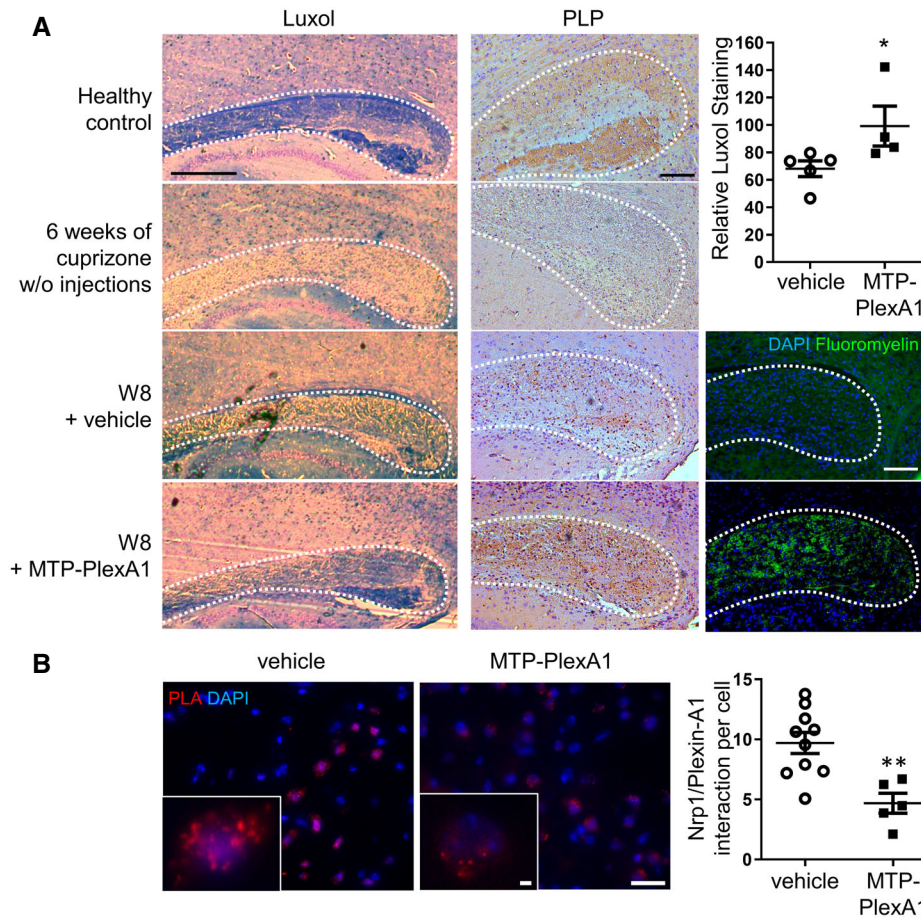 A
Luxol
PLP
Healthy
control
6 weeks of
cuprizone
w/o injections
W8
+ vehicle
W8
+ MTP-PlexA1
Relative Luxol Staining
160
140
120
100
80
60
40
20
0
*
vehicle
MTP-
PlexA1
DAPI Fluoromyelin
B
vehicle
MTP-PlexA1
PLA DAPI
Nrp1/Plexin-A1
interaction per cell
15
10
5
0
**
vehicle
MTP-
PlexA1